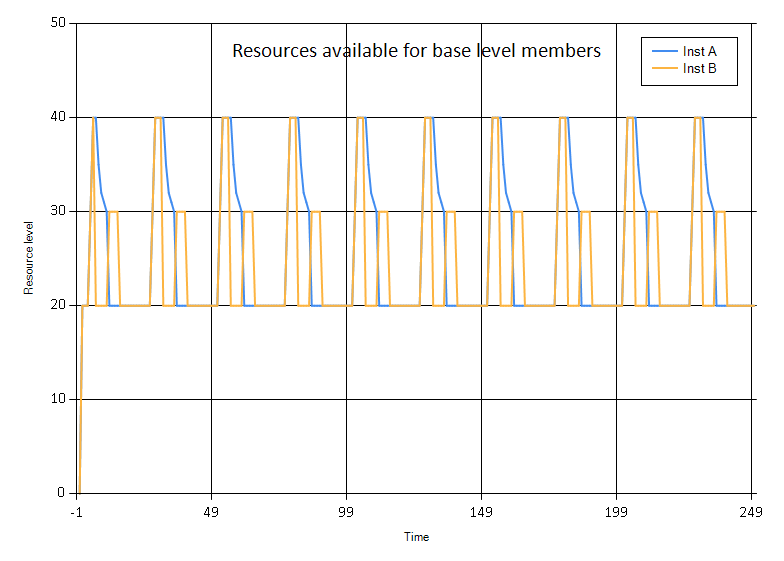 50
Resources available for base level members
Inst A
Inst B
40
30
Resource level
20
10
0
-1
49
99
149
199
249
Time